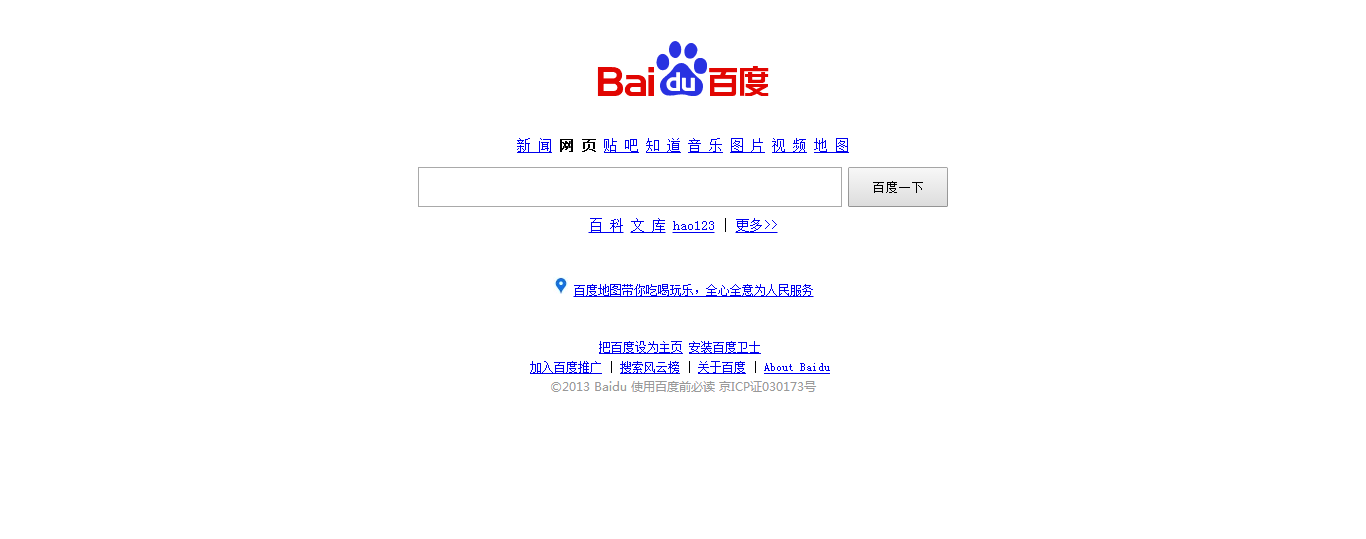 Bai du 百度
新 闻 网 页 贴 吧 知 道 音 乐 图 片 视 频 地 图
百度一下
百 科 文 库 hao123 | 更多>>
百度地图带你吃喝玩乐，全心全意为人民服务
把百度设为主页 安装百度卫士
加入百度推广 | 搜索风云榜 | 关于百度 | About Baidu
©2013 Baidu 使用百度前必读 京ICP证030173号